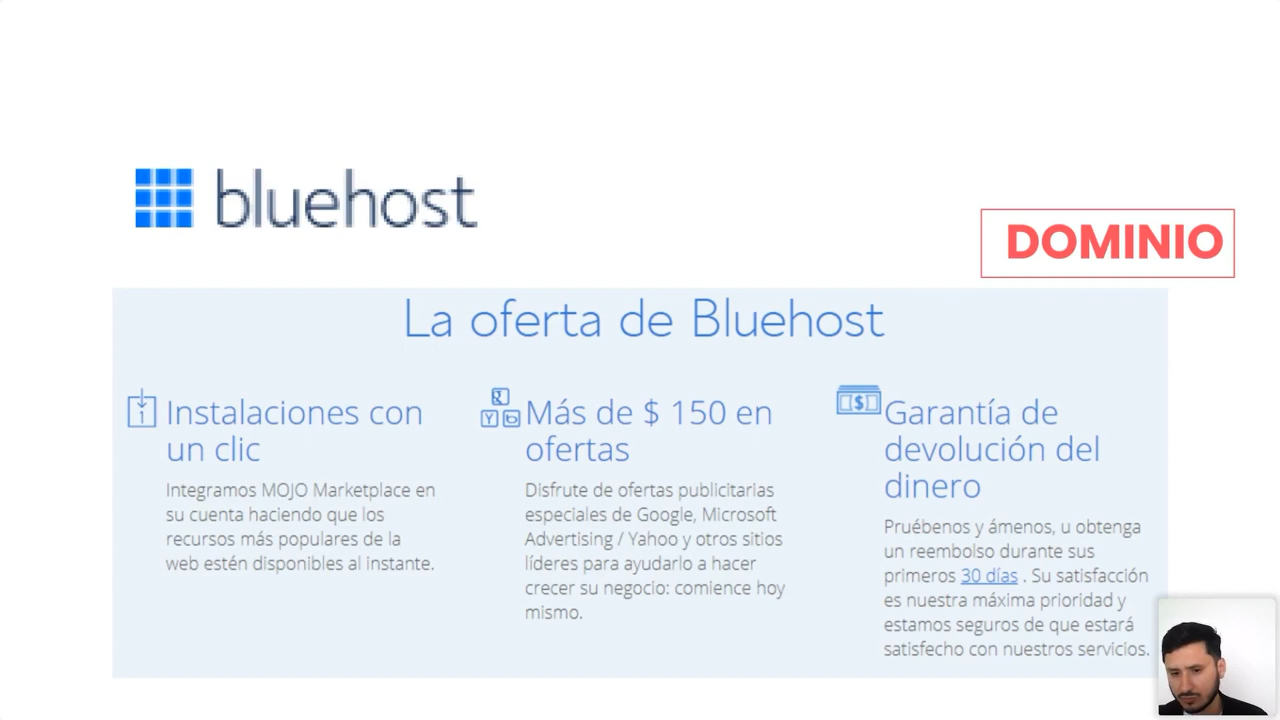 bluehost
DOMINIO
La oferta de Bluehost
Instalaciones con
un clic
Integramos MOJO Marketplace en
su cuenta haciendo que los
recursos más populares de la
web estén disponibles al instante.
Más de $ 150 en
ofertas
Disfrute de ofertas publicitarias
especiales de Google, Microsoft
Advertising / Yahoo y otros sitios
líderes para ayudarlo a hacer
crecer su negocio: comience hoy
mismo.
Garantía de
devolución del
dinero
Pruébenos y ámenos, u obtenga
un reembolso durante sus
primeros 30 días . Su satisfacción
es nuestra máxima prioridad y
estamos seguros de que estará
satisfecho con nuestros servicios.